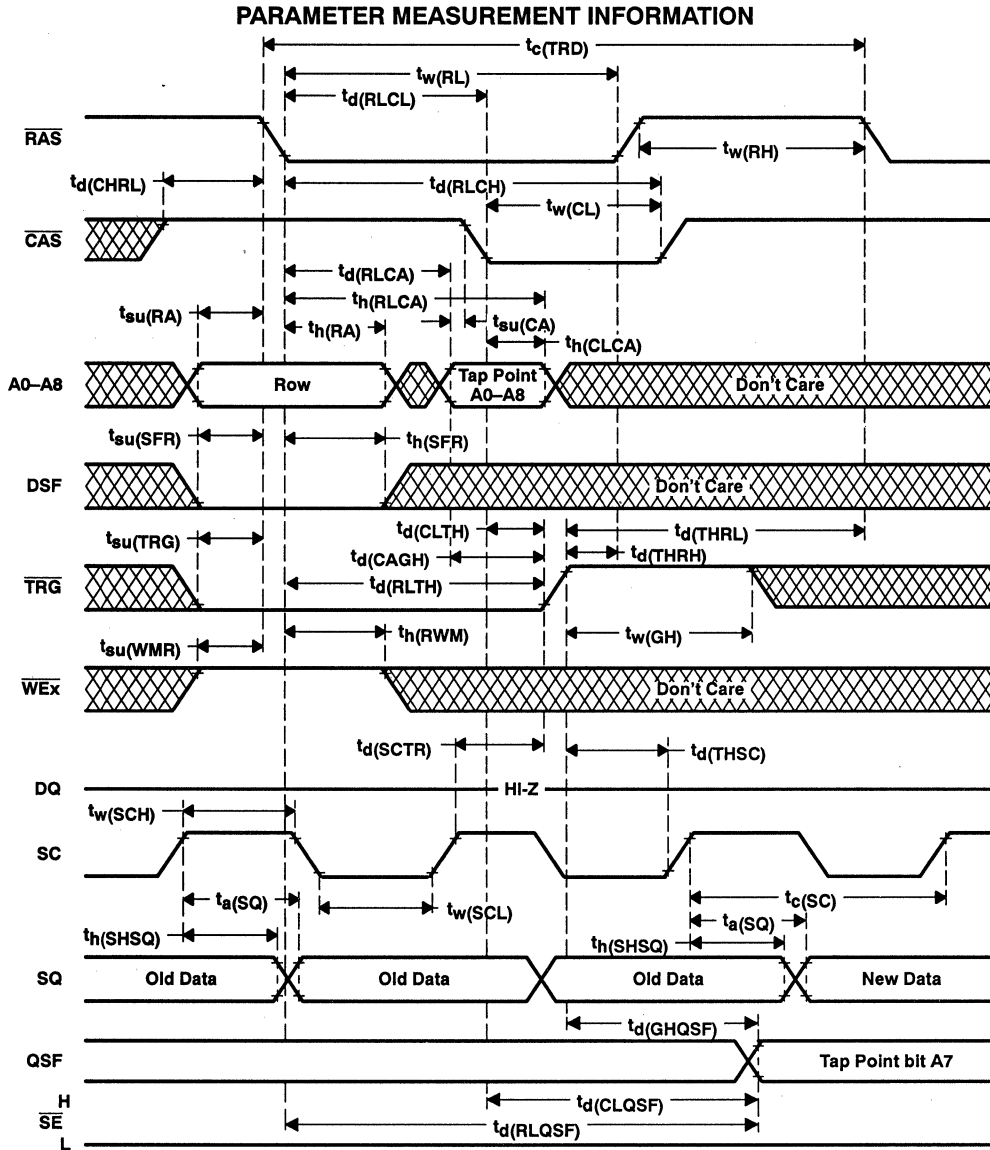 PARAMETER MEASUREMENT INFORMATION
tc(TRD)
tw(RL)
td(RLCL)
RAS
tw(RH)
td(CHRL)
td(RLCH)
tw(CL)
CAS
td(RLCA)
th(RLCA)
tsu(RA)
th(RA)
tsu(CA)
th(CLCA)
A0–A8
Row
Tap Point
A0–A8
Don't Care
tsu(SFR)
th(SFR)
DSF
Don't Care
td(CLTH)
td(THRL)
tsu(TRG)
td(CAGH)
td(THRH)
TRG
td(RLTH)
th(RWM)
tw(GH)
tsu(WMR)
WEx
Don't Care
td(SCTR)
td(THSC)
DQ
HI-Z
tw(SCH)
SC
ta(SQ)
tw(SCL)
tc(SC)
ta(SQ)
th(SHSQ)
th(SHSQ)
SQ
Old Data
Old Data
Old Data
New Data
td(GHQSF)
QSF
Tap Point bit A7
H
td(CLQSF)
SE
td(RLQSF)
L